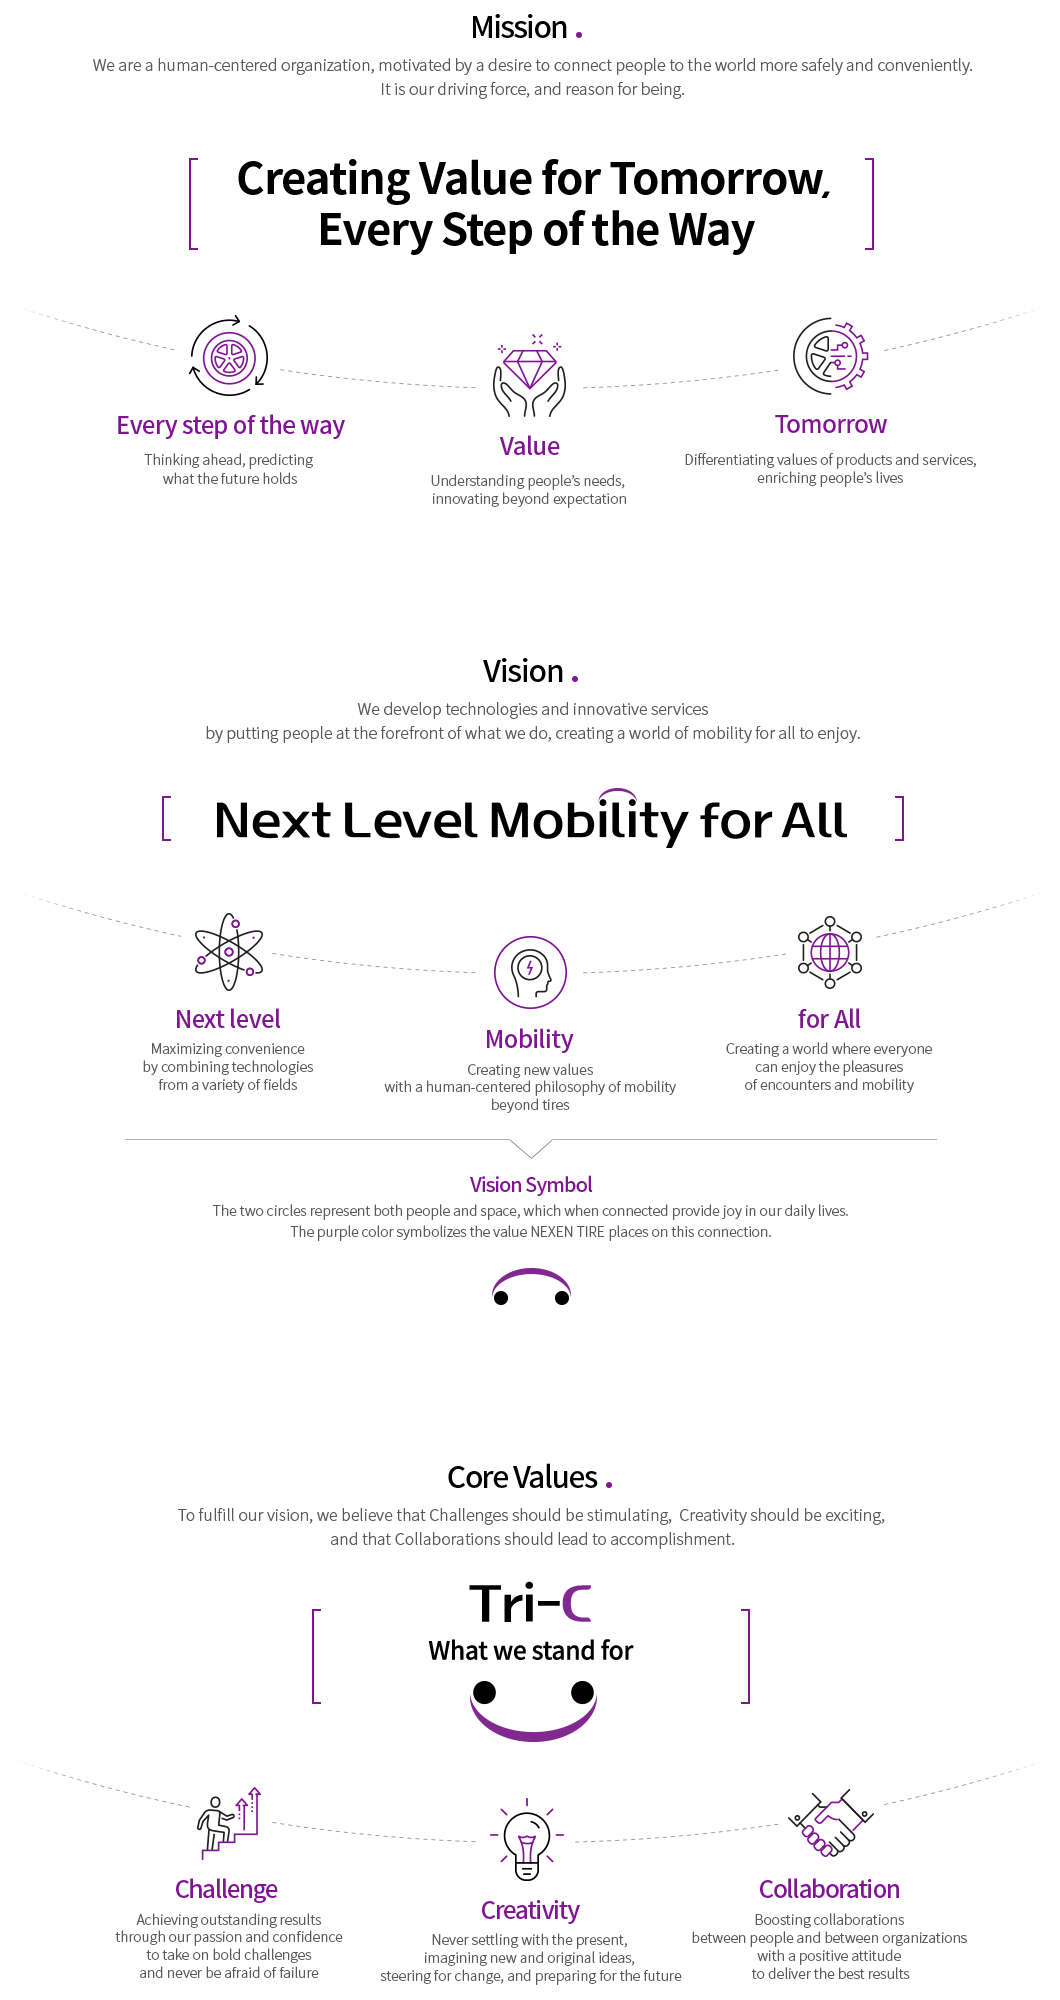 Mission .
We are a human-centered organization, motivated by a desire to connect people to the world more safely and conveniently.
It is our driving force, and reason for being.
Creating Value for Tomorrow,
Every Step of the Way
Every step of the way
Thinking ahead, predicting
what the future holds
Value
Understanding people's needs,
innovating beyond expectation
Tomorrow
Differentiating values of products and services,
enriching people's lives
Vision .
We develop technologies and innovative services
by putting people at the forefront of what we do, creating a world of mobility for all to enjoy.
Next Level Mobility for All
Next level
Maximizing convenience
by combining technologies
from a variety of fields
Mobility
Creating new values
with a human-centered philosophy of mobility
beyond tires
for All
Creating a world where everyone
can enjoy the pleasures
of encounters and mobility
Vision Symbol
The two circles represent both people and space, which when connected provide joy in our daily lives.
The purple color symbolizes the value NEXEN TIRE places on this connection.
Core Values .
To fulfill our vision, we believe that Challenges should be stimulating,  Creativity should be exciting,
and that Collaborations should lead to accomplishment.
Tri-C
What we stand for
Challenge
Achieving outstanding results
through our passion and confidence
to take on bold challenges
and never be afraid of failure
Creativity
Never settling with the present,
imagining new and original ideas,
steering for change, and preparing for the future
Collaboration
Boosting collaborations
between people and between organizations
with a positive attitude
to deliver the best results